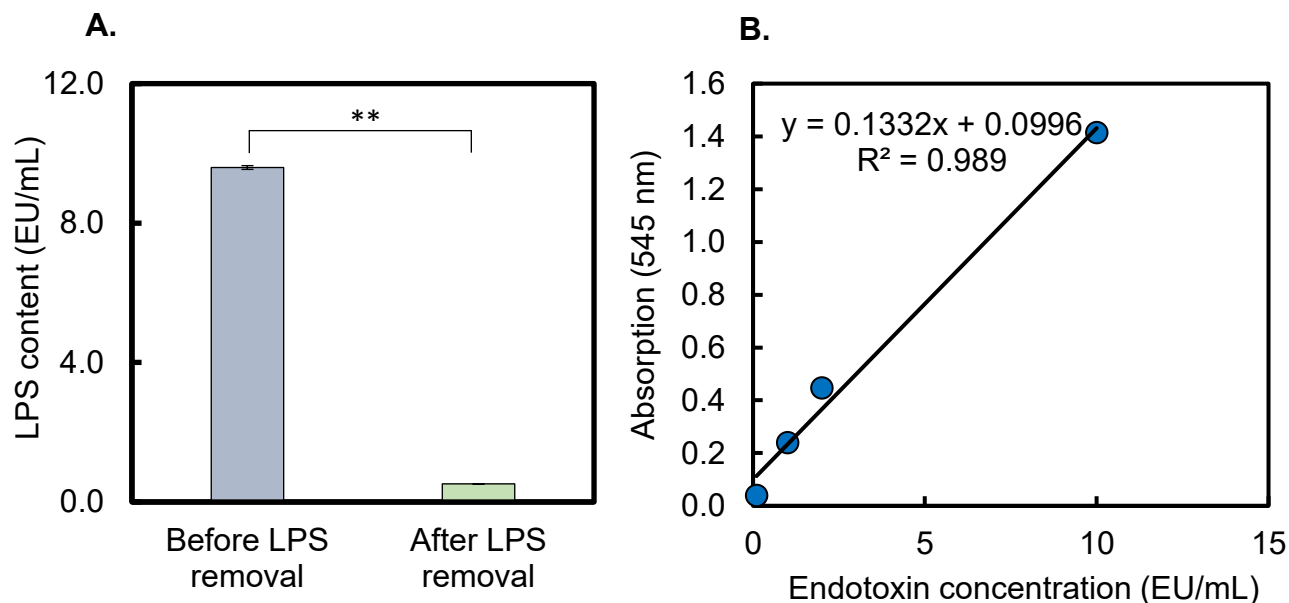 A.
12.0
8.0
4.0
0.0
LPS content (EU/mL)
**
Before LPS
removal
After LPS
removal
B.
1.6
1.4
1.2
1.0
0.8
0.6
0.4
0.2
0.0
Absorption (545 nm)
y = 0.1332x + 0.0996
R² = 0.989
0 5 10 15
Endotoxin concentration (EU/mL)